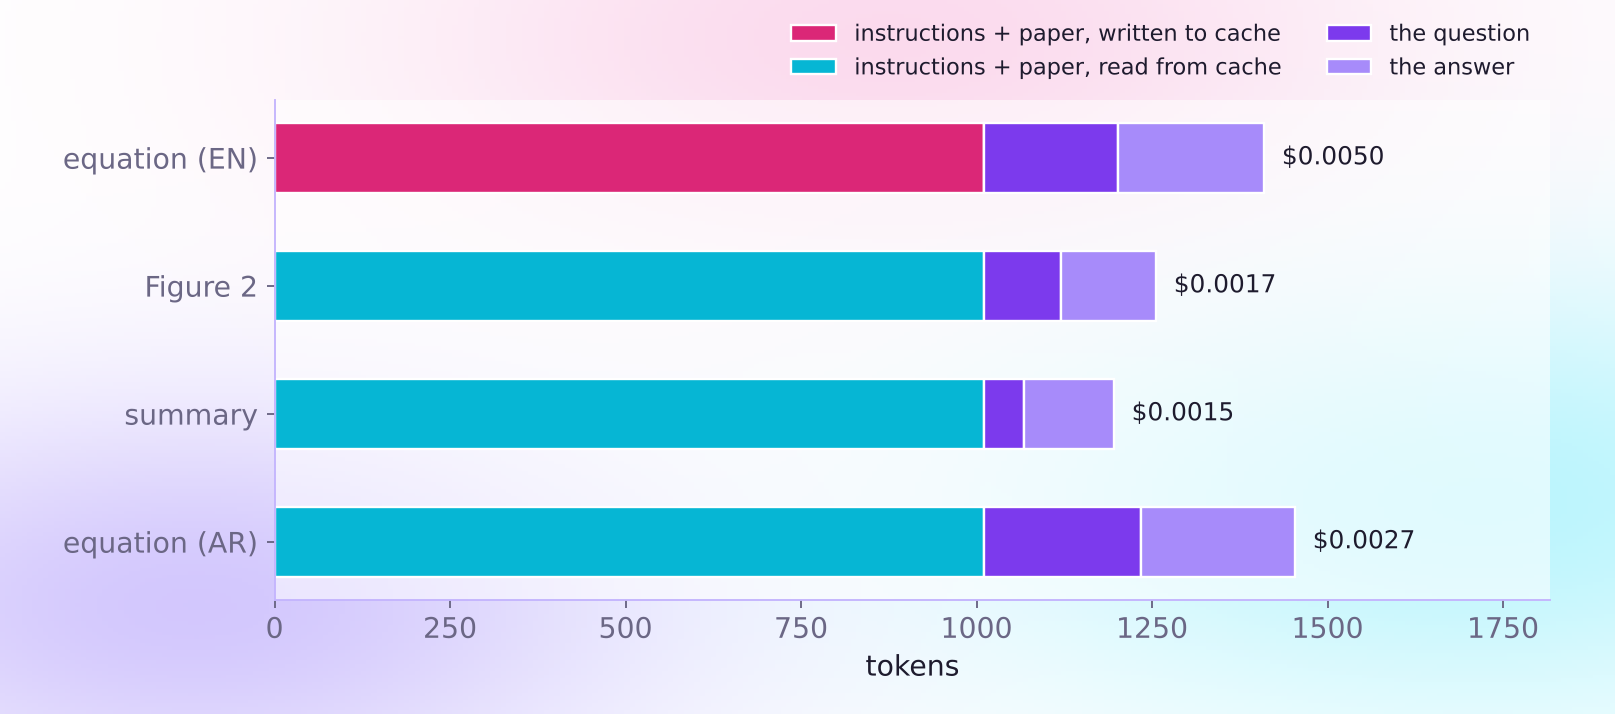 instructions + paper, written to cache
the question
instructions + paper, read from cache
the answer
equation (EN)
$0.0050
Figure 2
$0.0017
summary
$0.0015
equation (AR)
$0.0027
0 250 500 750 1000 1250 1500 1750
tokens